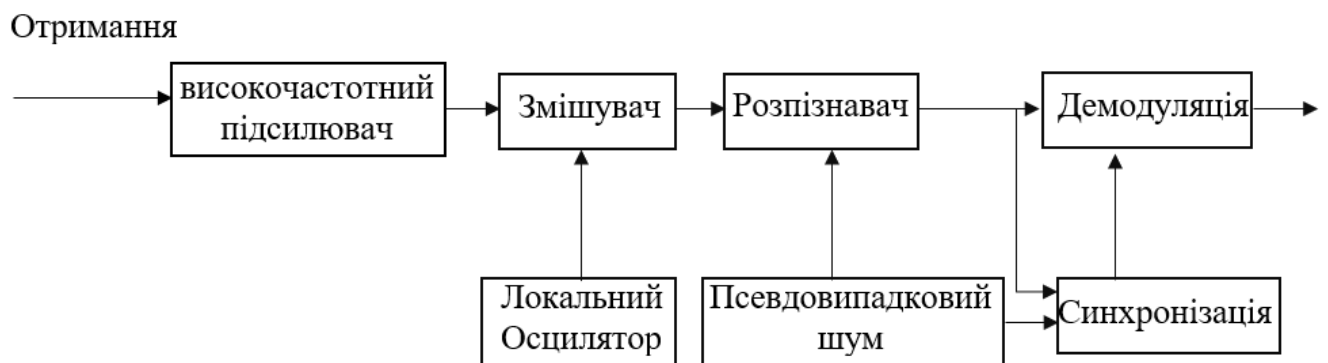 Отримання
високочастотний
підсилювач
Змішувач
Розпізнавач
Демодуляція
Локальний
Осцилятор
Псевдовипадковий
шум
Синхронізація